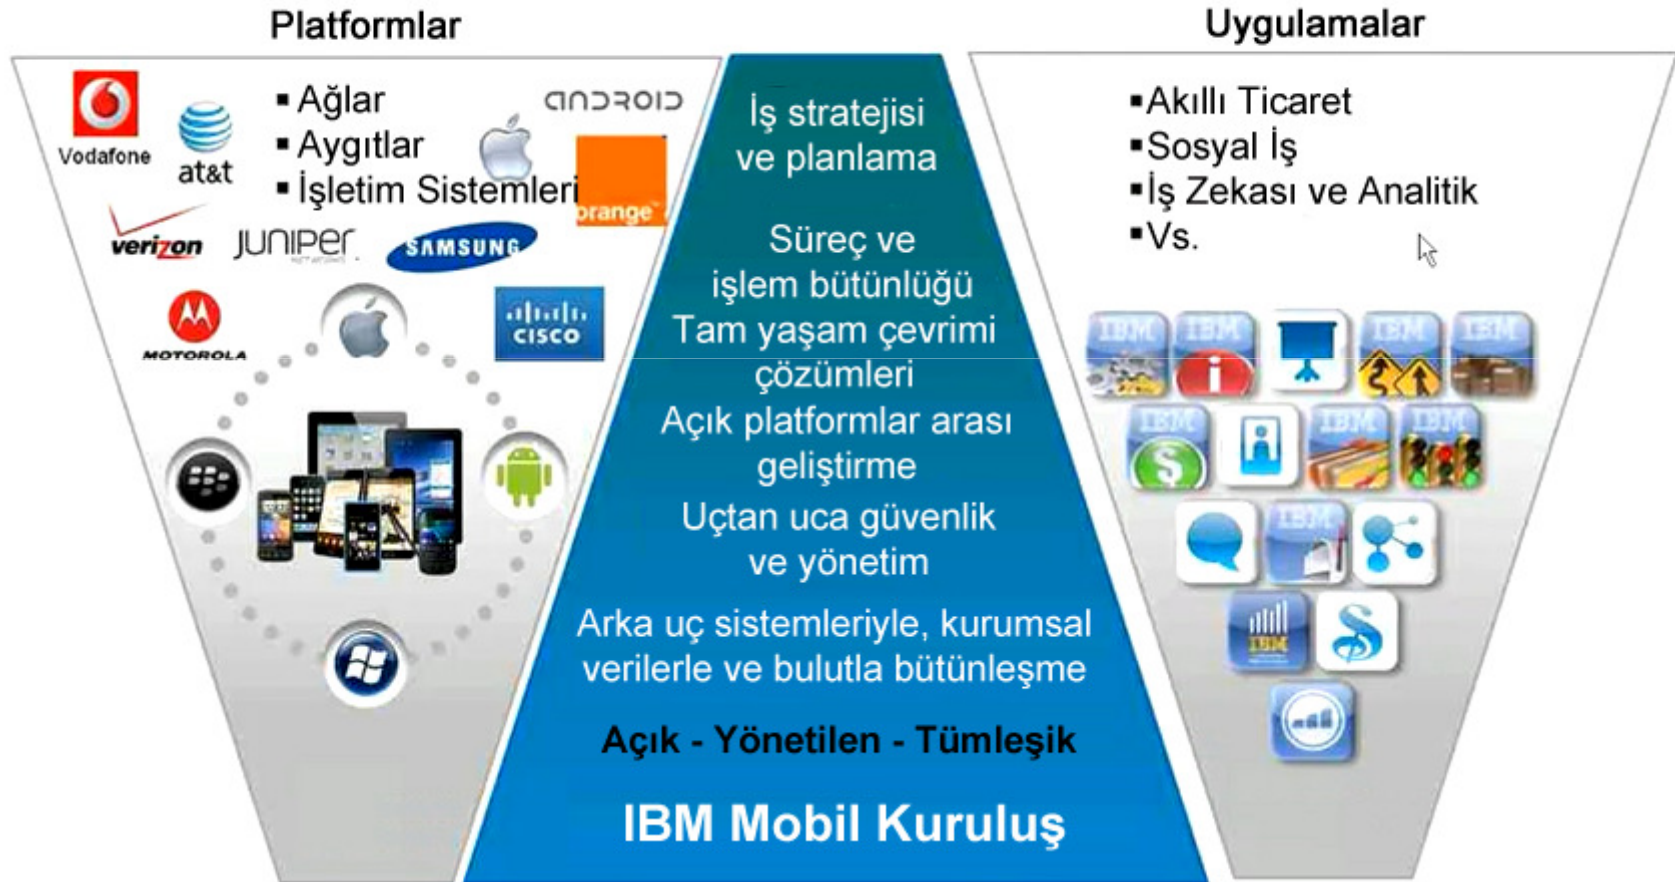 Platformlar
Vodafone
at&t
▪ Ağlar
▪ Aygıtlar
▪ İşletim Sistemleri
ANDROID
orange™
verizon
JUNIPer
SAMSUNG
MOTOROLA
CISCO
İş stratejisi
ve planlama
Süreç ve
işlem bütünlüğü
Tam yaşam çevrimi
çözümleri
Açık platformlar arası
geliştirme
Uçtan uca güvenlik
ve yönetim
Arka uç sistemleriyle, kurumsal
verilerle ve bulutla bütünleşme
Açık - Yönetilen - Tümleşik
IBM Mobil Kuruluş
Uygulamalar
▪Akıllı Ticaret
▪Sosyal İş
▪İş Zekası ve Analitik
▪Vs.
IBM IBM IBM IBM
IBM IBM IBM
IBM
IBM